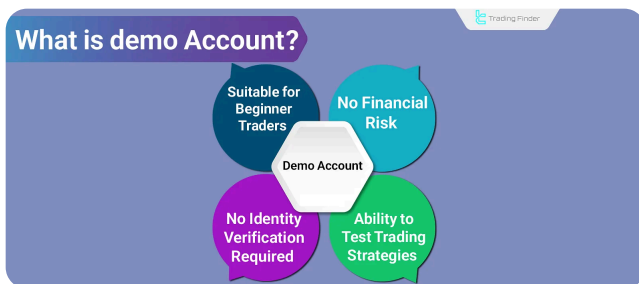 What is demo Account?
Trading Finder
Suitable for
Beginner
Traders
No Financial
Risk
Demo Account
No Identity
Verification
Required
Ability to
Test Trading
Strategies